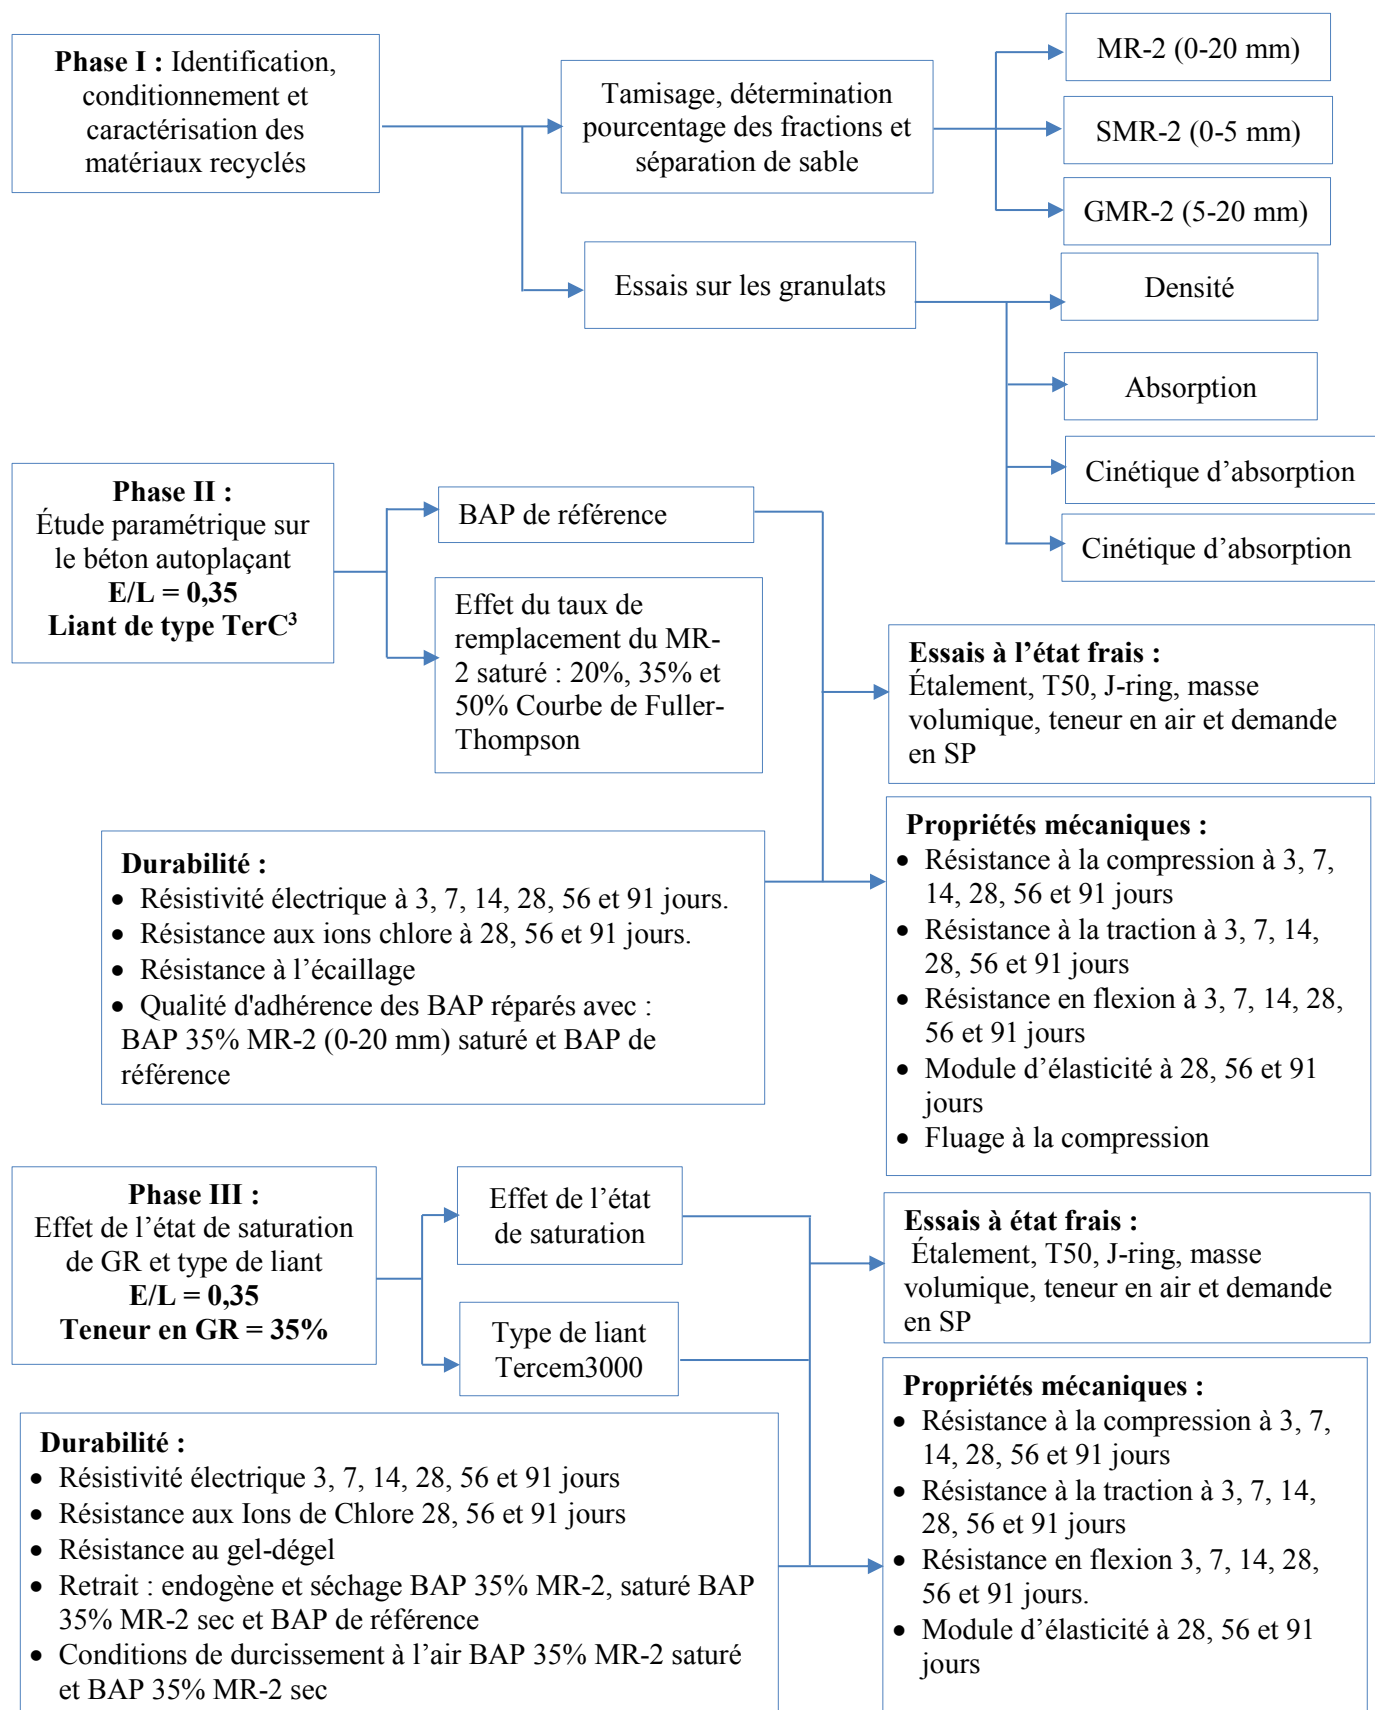 Phase I : Identification,
conditionnement et
caractérisation des
matériaux recyclés
Tamisage, détermination
pourcentage des fractions et
séparation de sable
MR-2 (0-20 mm)
SMR-2 (0-5 mm)
GMR-2 (5-20 mm)
Essais sur les granulats
Densité
Absorption
Cinétique d’absorption
Cinétique d’absorption
Phase II :
Étude paramétrique sur
le béton autoplaçant
E/L = 0,35
Liant de type TerC³
BAP de référence
Effet du taux de
remplacement du MR-
2 saturé : 20%, 35% et
50% Courbe de Fuller-
Thompson
Essais à l’état frais :
Étalement, T50, J-ring, masse
volumique, teneur en air et demande
en SP
Durabilité :
• Résistivité électrique à 3, 7, 14, 28, 56 et 91 jours.
• Résistance aux ions chlore à 28, 56 et 91 jours.
• Résistance à l’écaillage
• Qualité d'adhérence des BAP réparés avec :
BAP 35% MR-2 (0-20 mm) saturé et BAP de
référence
Propriétés mécaniques :
• Résistance à la compression à 3, 7,
14, 28, 56 et 91 jours
• Résistance à la traction à 3, 7, 14,
28, 56 et 91 jours
• Résistance en flexion à 3, 7, 14, 28,
56 et 91 jours
• Module d’élasticité à 28, 56 et 91
jours
• Fluage à la compression
Phase III :
Effet de l’état de saturation
de GR et type de liant
E/L = 0,35
Teneur en GR = 35%
Effet de l’état
de saturation
Type de liant
Tercem3000
Essais à état frais :
Étalement, T50, J-ring, masse
volumique, teneur en air et demande
en SP
Durabilité :
• Résistivité électrique 3, 7, 14, 28, 56 et 91 jours
• Résistance aux Ions de Chlore 28, 56 et 91 jours
• Résistance au gel-dégel
• Retrait : endogène et séchage BAP 35% MR-2, saturé BAP
35% MR-2 sec et BAP de référence
• Conditions de durcissement à l’air BAP 35% MR-2 saturé
et BAP 35% MR-2 sec
Propriétés mécaniques :
• Résistance à la compression à 3, 7,
14, 28, 56 et 91 jours
• Résistance à la traction à 3, 7, 14,
28, 56 et 91 jours
• Résistance en flexion 3, 7, 14, 28,
56 et 91 jours.
• Module d’élasticité à 28, 56 et 91
jours